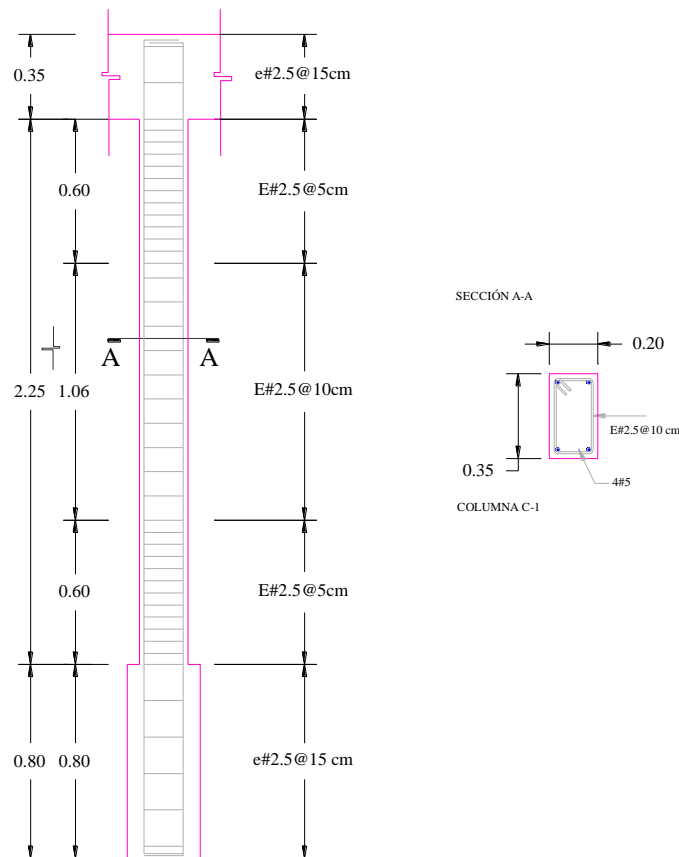 0.35
e#2.5@15cm
0.60
E#2.5@5cm
A
A
2.25
1.06
E#2.5@10cm
0.60
E#2.5@5cm
0.80
0.80
e#2.5@15 cm
SECCIÓN A-A
0.20
E#2.5@10 cm
0.35
4#5
COLUMNA C-1